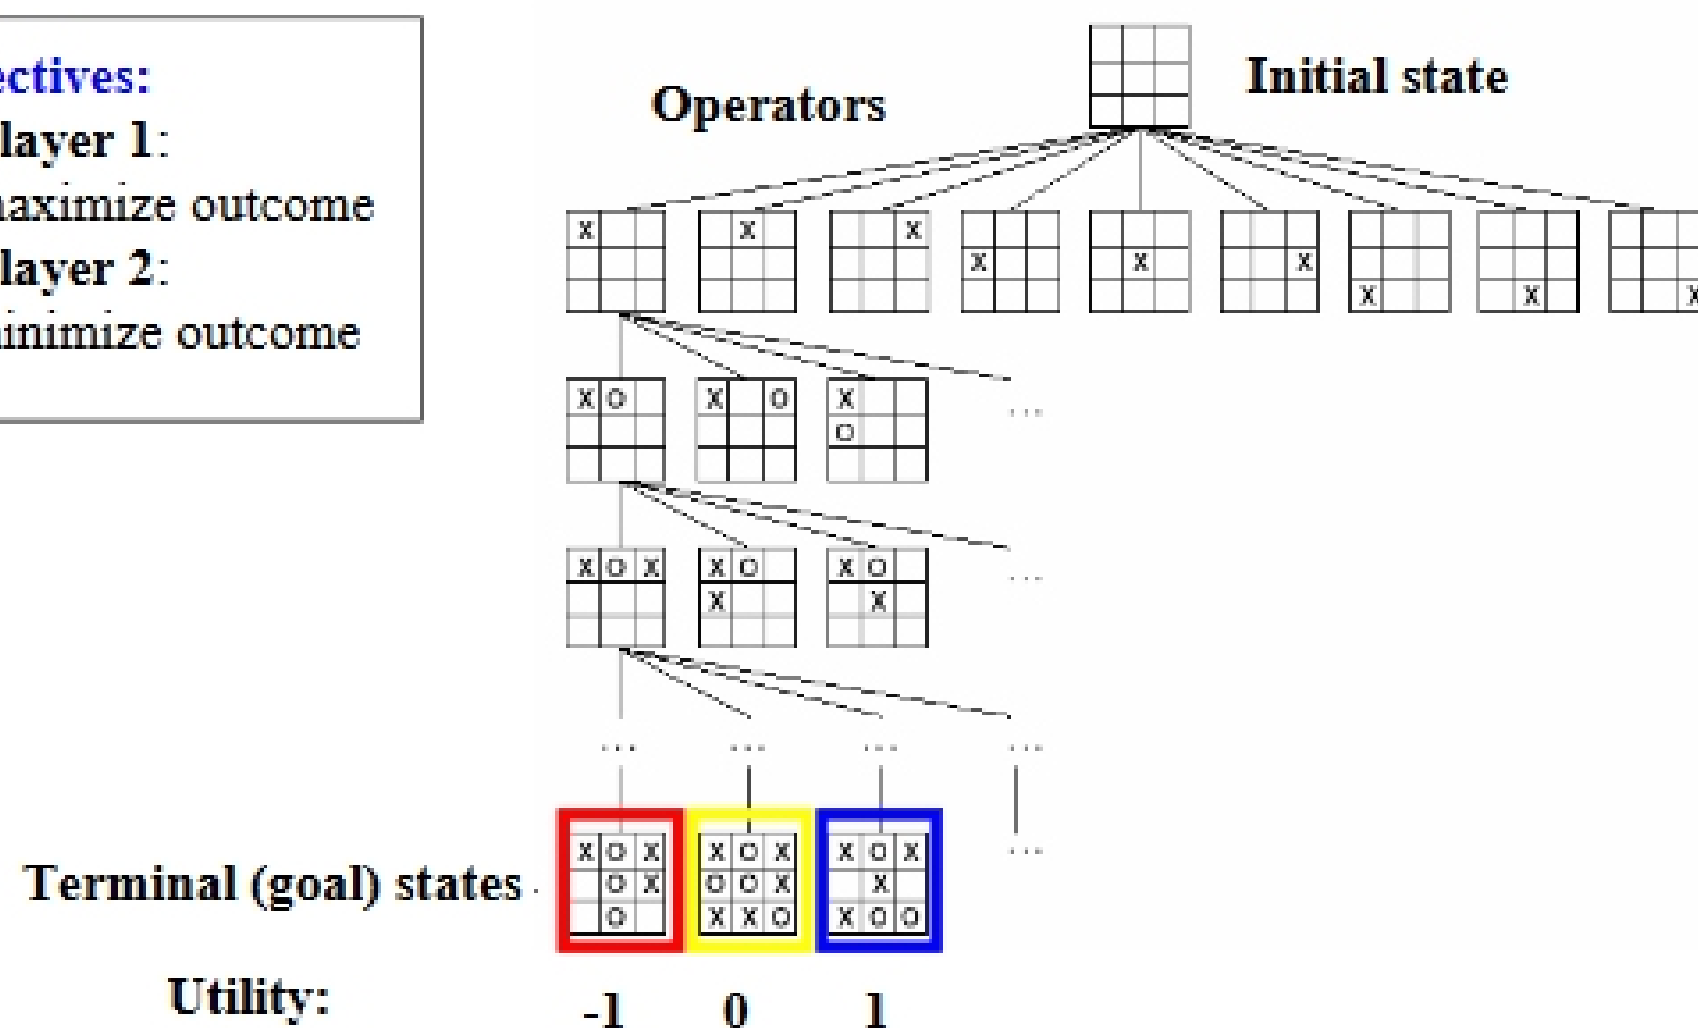 ectives:
layer 1:
aximize outcome
layer 2:
inimize outcome
Operators
Initial state
X X X X X X X X X
X O X O X
O
X O X X O X O
X X
... ...
... ... ... ...
X O X X O X X O X
O X O O X X
O X X O X O O
...
Terminal (goal) states
Utility: -1 0 1